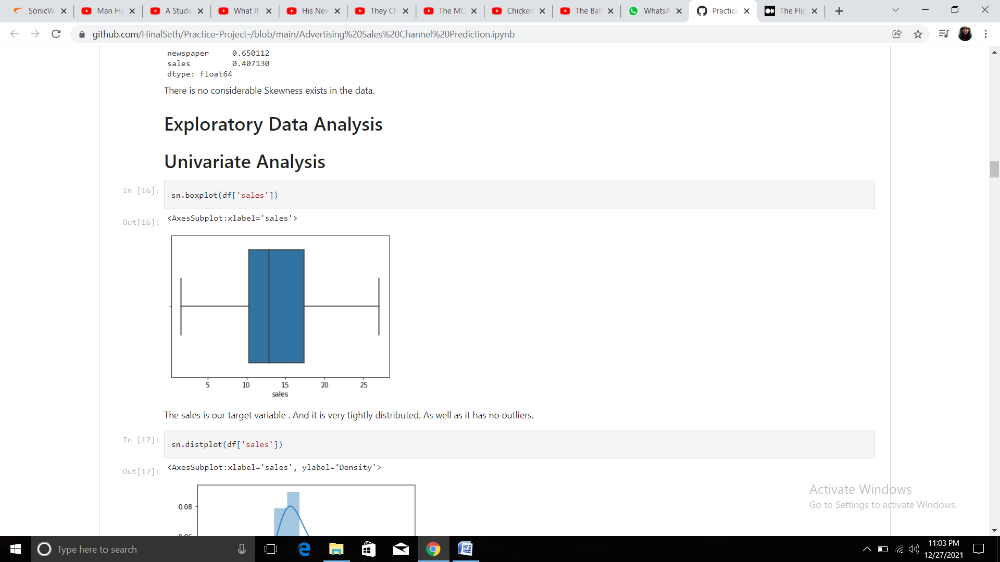 SonicW
Man Ha
A Stude
What If
His New
They Ch
The MC
Chicken
The Bat
WhatsA
Practice
The Flig
github.com/HinalSeth/Practice-Project-/blob/main/Advertising%20Sales%20Channel%20Prediction.ipynb
newspaper 0.650112
sales 0.407130
dtype: float64
There is no considerable Skewness exists in the data.
Exploratory Data Analysis
Univariate Analysis
In [16]:
sn.boxplot(df['sales'])
Out[16]:
<AxesSubplot:xlabel='sales'>
5 10 15 20 25
sales
The sales is our target variable . And it is very tightly distributed. As well as it has no outliers.
In [17]:
sn.distplot(df['sales'])
Out[17]:
<AxesSubplot:xlabel='sales', ylabel='Density'>
0.08
Activate Windows
Go to Settings to activate Windows.
Type here to search
11:03 PM
12/27/2021